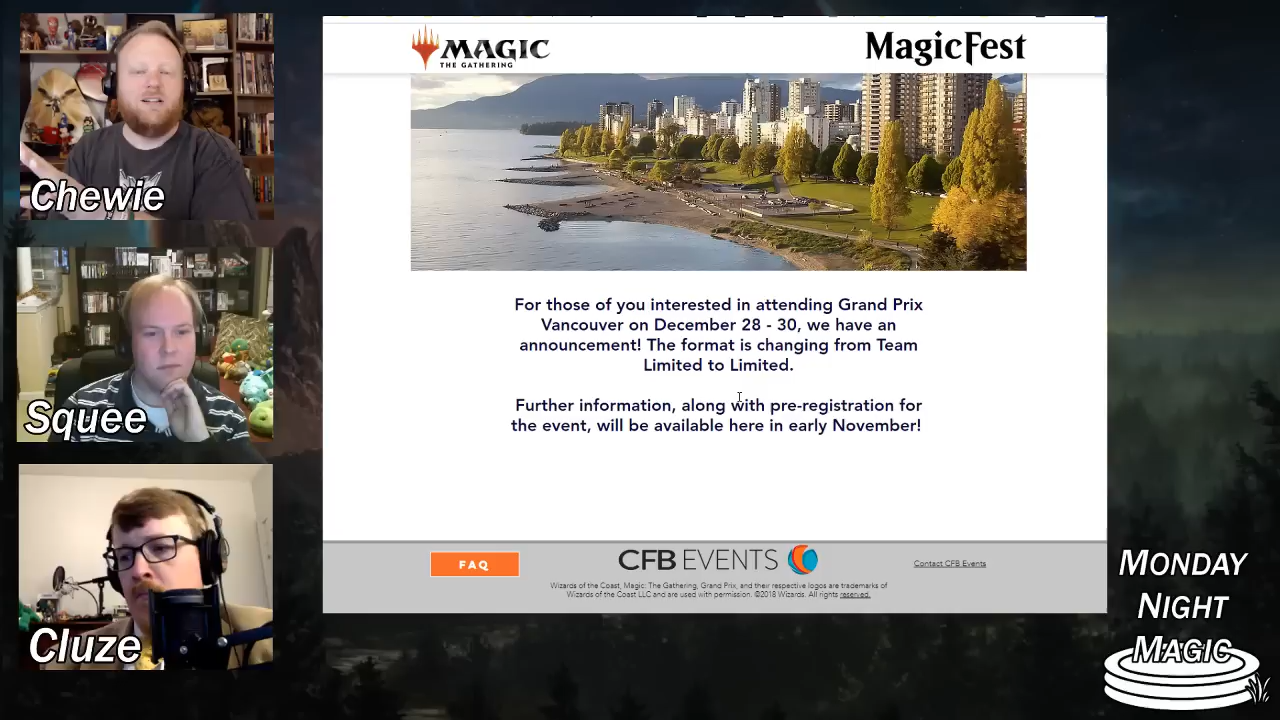 MAGIC
THE GATHERING
MagicFest
Chewie
For those of you interested in attending Grand Prix
Vancouver on December 28 - 30, we have an
announcement! The format is changing from Team
Limited to Limited.
Further information, along with pre-registration for
the event, will be available here in early November!
Squee
FAQ
CFB EVENTS
Contact CFB Events
Wizards of the Coast, Magic: The Gathering, Grand Prix, and their respective logos are trademarks of
Wizards of the Coast LLC and are used with permission. ©2018 Wizards. All rights reserved.
Cluze
MONDAY
NIGHT
MAGIC